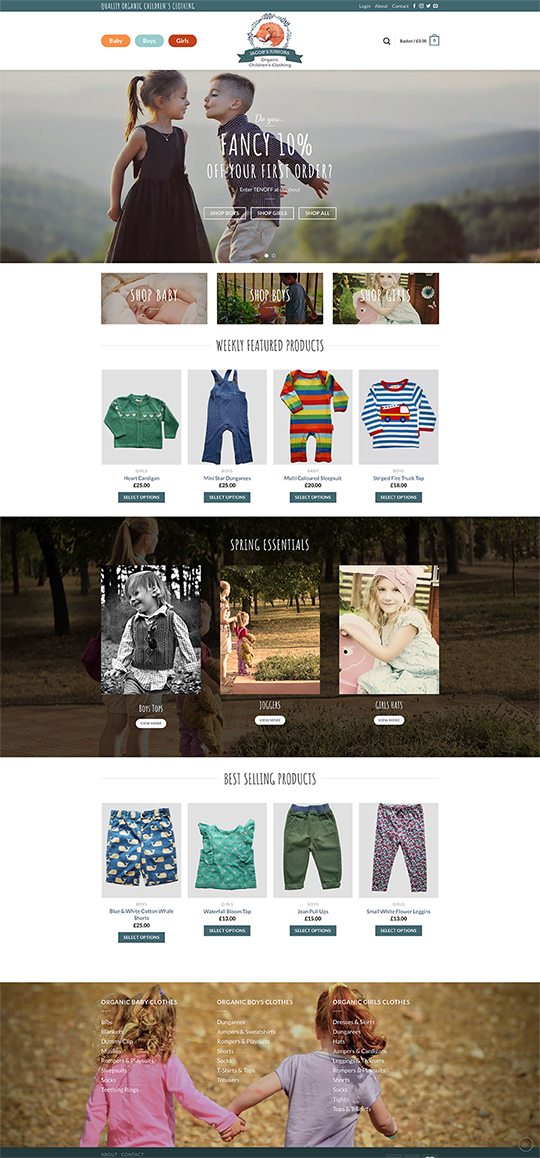 QUALITY ORGANIC CHILDREN'S CLOTHING
Login About Contact
Baby Boys Girls
JACOB'S JUNIORS
Organic
Children's Clothing
Basket / £0.00 0
Do you...
FANCY 10%
OFF YOUR FIRST ORDER?
Enter TENOFF at checkout
SHOP BOYS SHOP GIRLS SHOP ALL
SHOP BABY SHOP BOYS SHOP GIRLS
WEEKLY FEATURED PRODUCTS
GIRLS BOYS BABY BOYS
Heart Cardigan Mini Star Dungarees Multi Coloured Sleepsuit Striped Fire Truck Top
£25.00 £25.00 £20.00 £18.00
SELECT OPTIONS SELECT OPTIONS SELECT OPTIONS SELECT OPTIONS
SPRING ESSENTIALS
BOYS TOPS JOGGERS GIRLS HATS
VIEW MORE VIEW MORE VIEW MORE
BEST SELLING PRODUCTS
BOYS GIRLS BOYS GIRLS
Blue & White Cotton Whale Shorts Waterfall Bloom Top Jean Pull Ups Small White Flower Leggins
£25.00 £13.00 £15.00 £13.00
SELECT OPTIONS SELECT OPTIONS SELECT OPTIONS SELECT OPTIONS
ORGANIC BABY CLOTHES
Bibs
Blankets
Dummy Clip
Muslins
Rompers & Playsuits
Sleepsuits
Socks
Teething Rings
ORGANIC BOYS CLOTHES
Dungarees
Jumpers & Sweatshirts
Rompers & Playsuits
Shorts
Socks
T-Shirts & Tops
Trousers
ORGANIC GIRLS CLOTHES
Dresses & Skirts
Dungarees
Hats
Jumpers & Cardigans
Leggings & Trousers
Rompers & Playsuits
Shorts
Socks
Tights
Tops & T-Shirts
ABOUT CONTACT